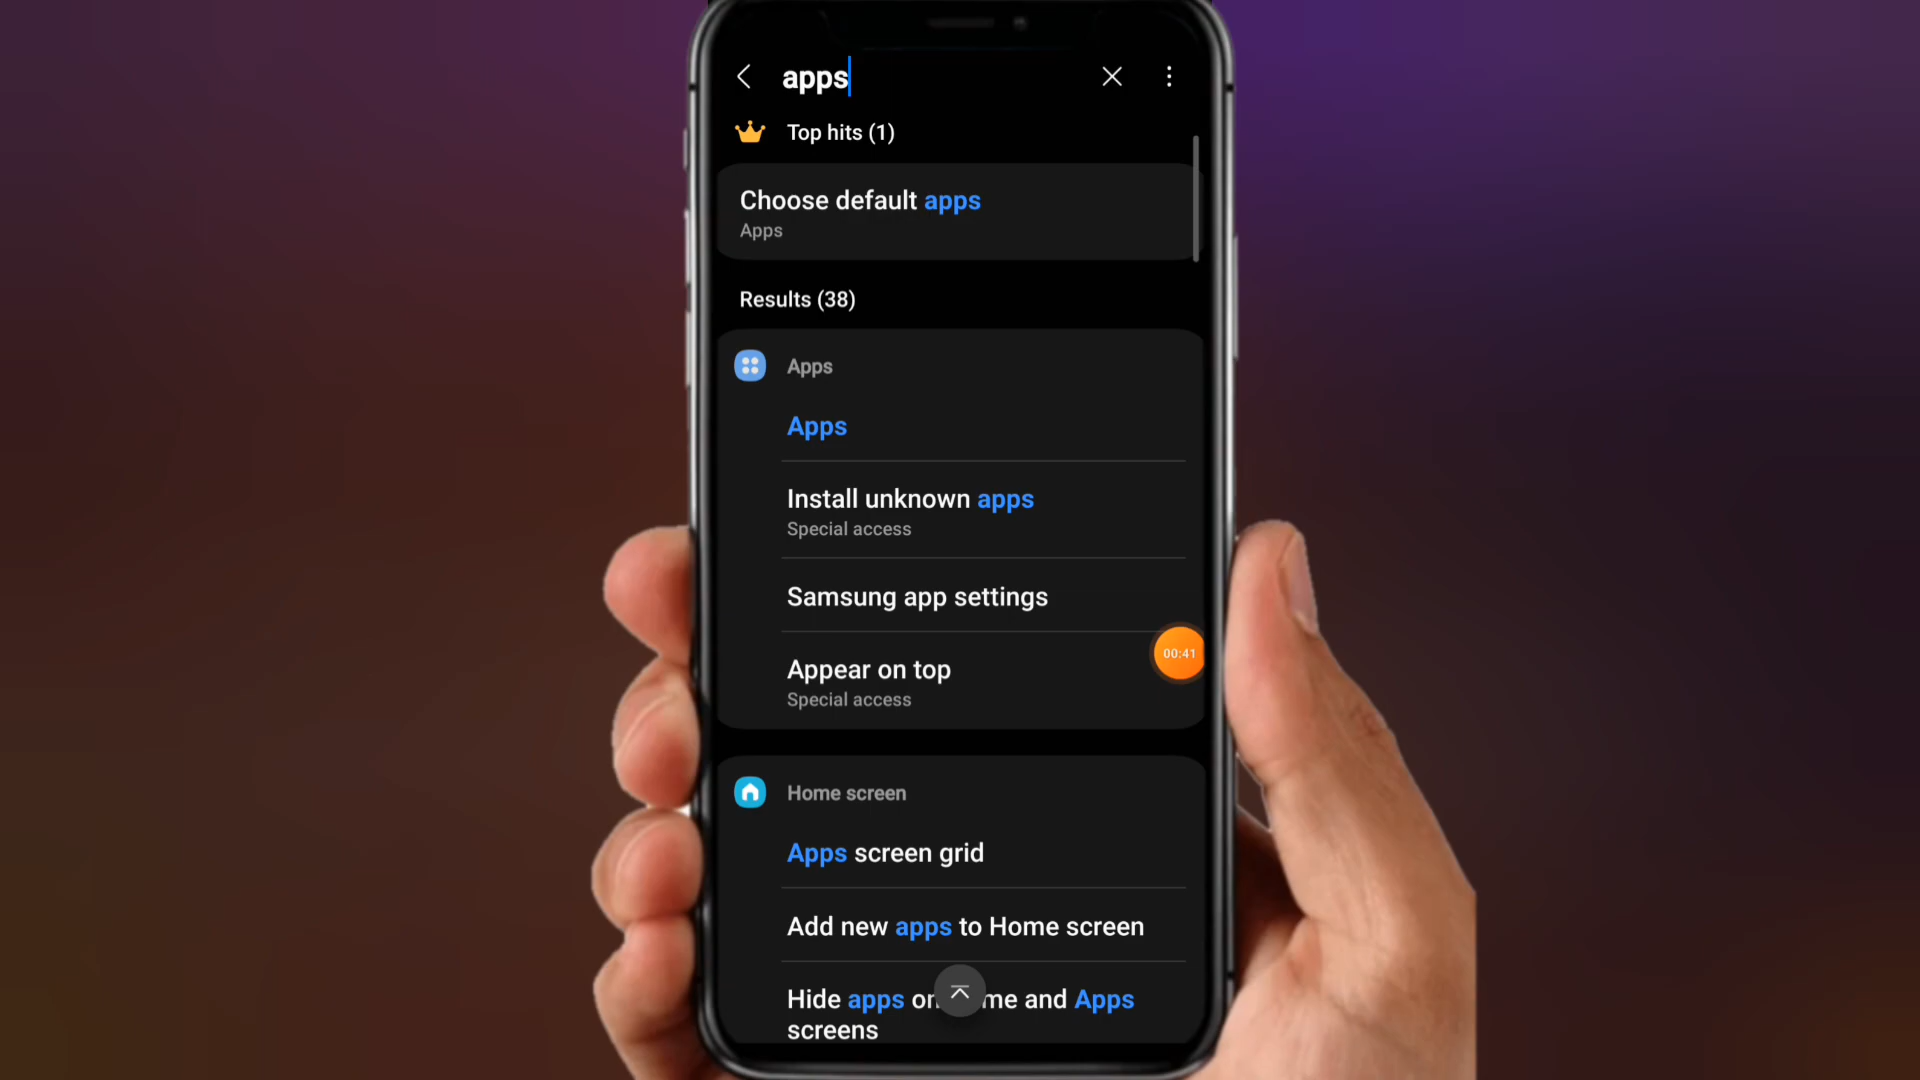 apps
Top hits (1)
Choose default apps
Apps
Results (38)
Apps
Apps
Install unknown apps
Special access
Samsung app settings
00:41
Appear on top
Special access
Home screen
Apps screen grid
Add new apps to Home screen
Hide apps on me and Apps
screens